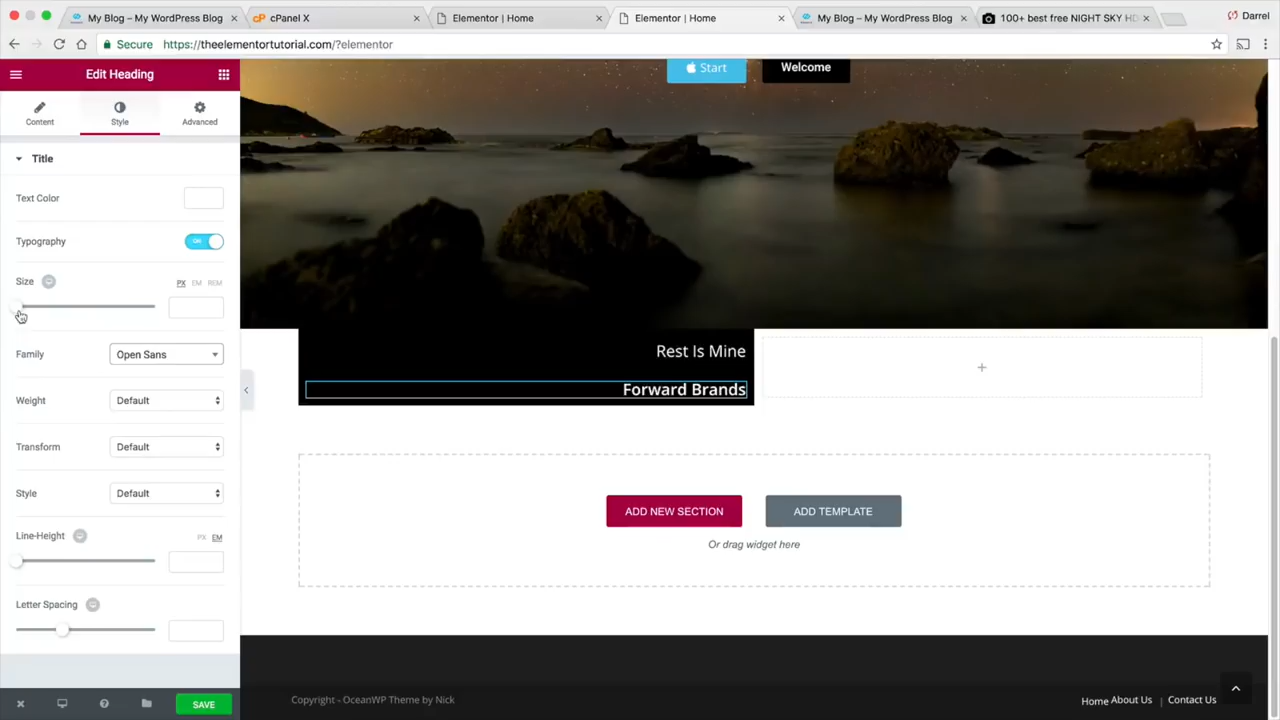 My Blog – My WordPress Blog
cPanel X
Elementor | Home
Elementor | Home
My Blog – My WordPress Blog
100+ best free NIGHT SKY HD
Darrel
Secure
https://theelementortutorial.com/?elementor
Edit Heading
Content
Style
Advanced
Title
Text Color
Typography
ON
Size
PX EM REM
Family
Open Sans
Weight
Default
Transform
Default
Style
Default
Line-Height
PX EM
Letter Spacing
SAVE
Start
Welcome
Rest Is Mine
Forward Brands
ADD NEW SECTION
ADD TEMPLATE
Or drag widget here
Copyright - OceanWP Theme by Nick
Home About Us | Contact Us